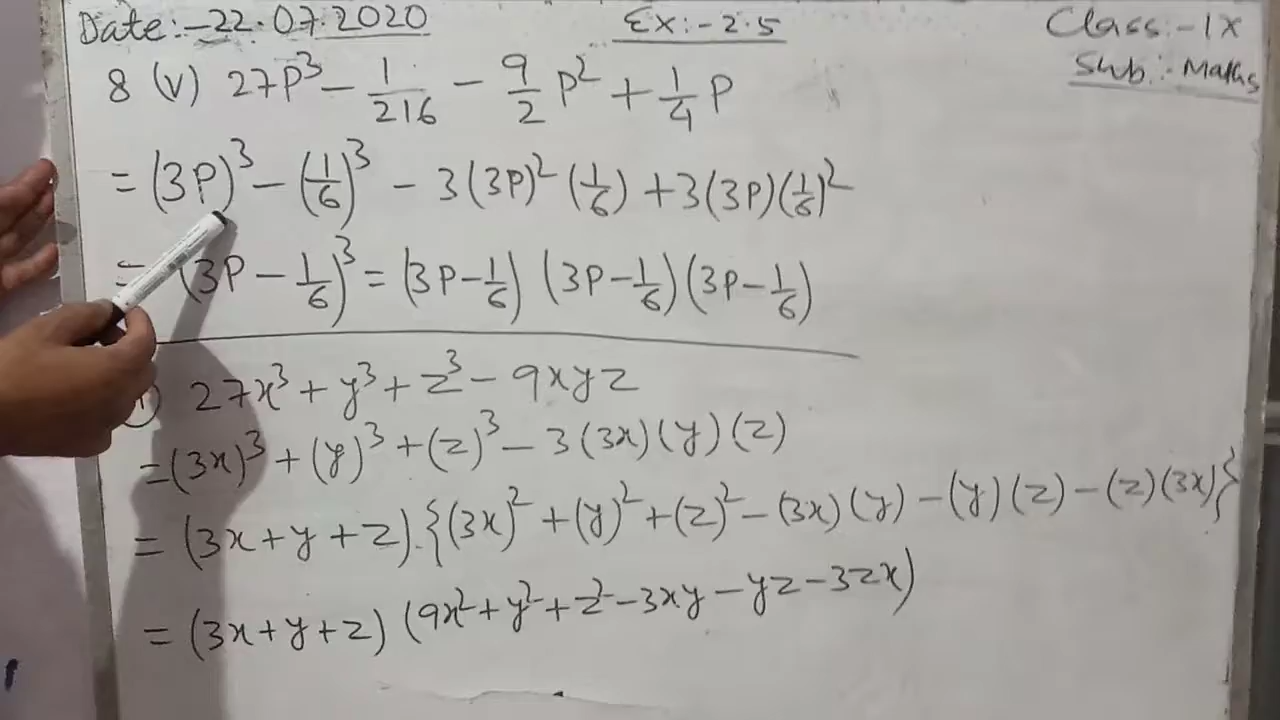 Date:-22.07.2020 Ex:-2.5 Class:-IX
Sub:-Maths
8 (v) 27P³ - 1/216 - 9/2 P² + 1/4 P
= (3P)³ - (1/6)³ - 3(3P)² (1/6) + 3(3P)(1/6)²
= (3P - 1/6)³ = (3P - 1/6) (3P - 1/6)(3P - 1/6)
27x³ + y³ + z³ - 9xyz
= (3x)³ + (y)³ + (z)³ - 3(3x)(y)(z)
= (3x+y+z).{(3x)² + (y)² + (z)² - (3x)(y) - (y)(z) - (z)(3x)}
= (3x+y+z) (9x² + y² + z² - 3xy - yz - 3zx)